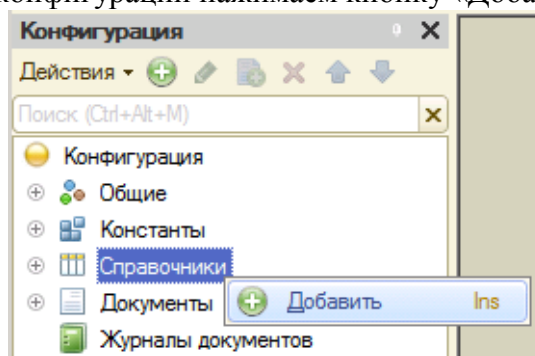 конфигурации нажимаем кнопку «Доба
Конфигурация
Действия
Поиск (Ctrl+Alt+M)
Конфигурация
Общие
Константы
Справочники
Документы
Добавить Ins
Журналы документов